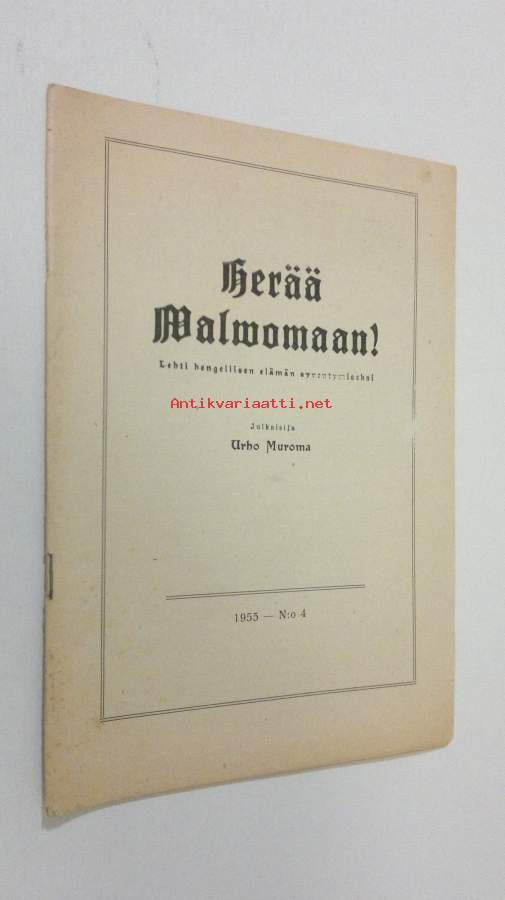 Herää
Walwomaan!
Lehti hengellisen elämän syventymiseksi
Antikvariaatti.net
Julkaisija
Urho Muroma
1955 — N:o 4